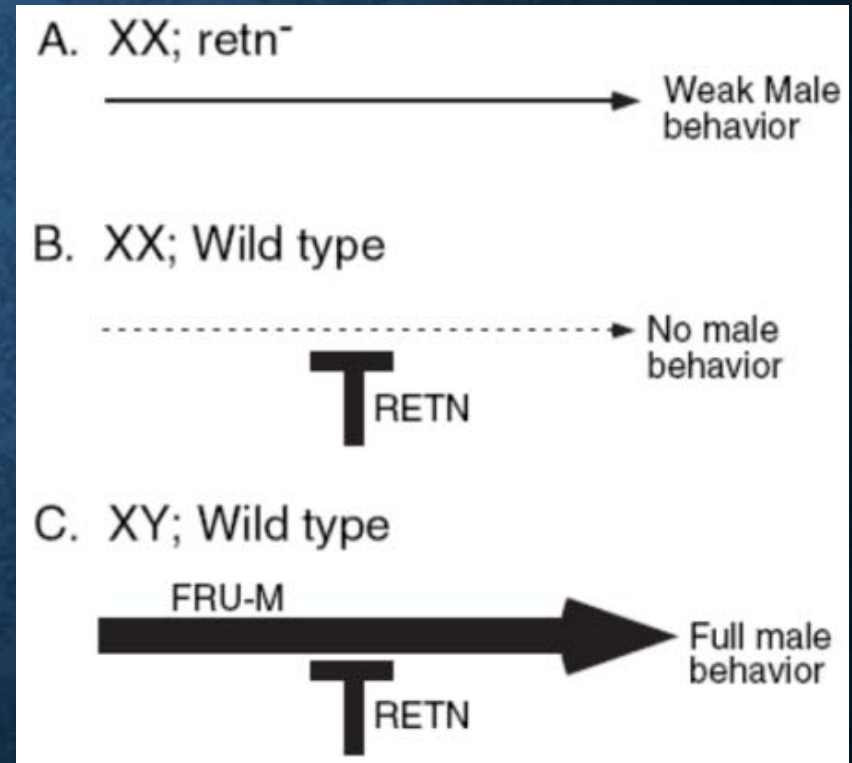 A. XX; retn⁻
Weak Male
behavior
B. XX; Wild type
No male
behavior
RETN
C. XY; Wild type
FRU-M
Full male
behavior
RETN